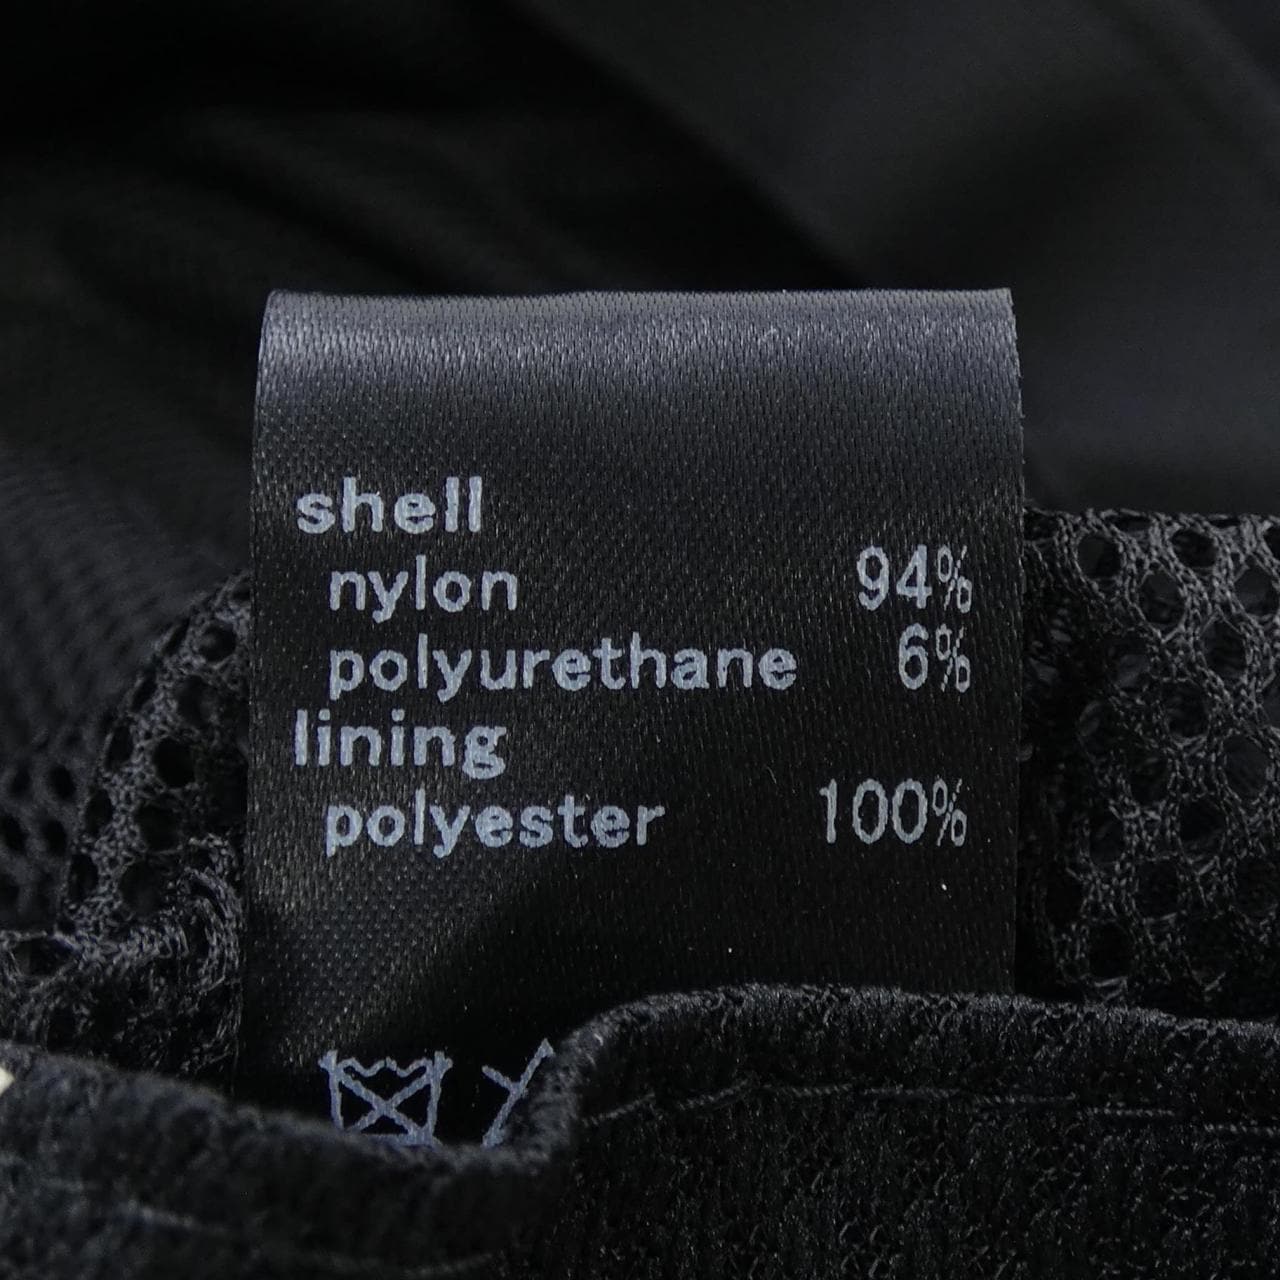 shell
nylon 94%
polyurethane 6%
lining
polyester 100%